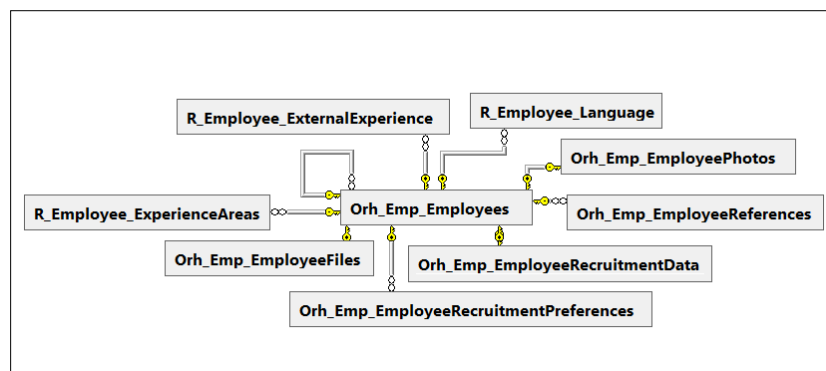 R_Employee_ExternalExperience
R_Employee_Language
Orh_Emp_EmployeePhotos
Orh_Emp_Employees
R_Employee_ExperienceAreas
Orh_Emp_EmployeeReferences
Orh_Emp_EmployeeFiles
Orh_Emp_EmployeeRecruitmentData
Orh_Emp_EmployeeRecruitmentPreferences